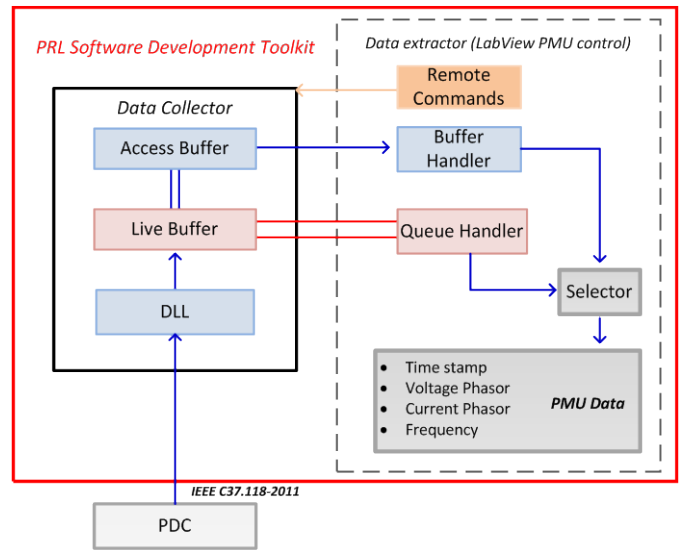 PRL Software Development Toolkit
Data extractor (LabView PMU control)
Remote
Commands
Data Collector
Access Buffer
Buffer
Handler
Live Buffer
Queue Handler
Selector
DLL
• Time stamp
• Voltage Phasor
• Current Phasor
• Frequency
PMU Data
IEEE C37.118-2011
PDC